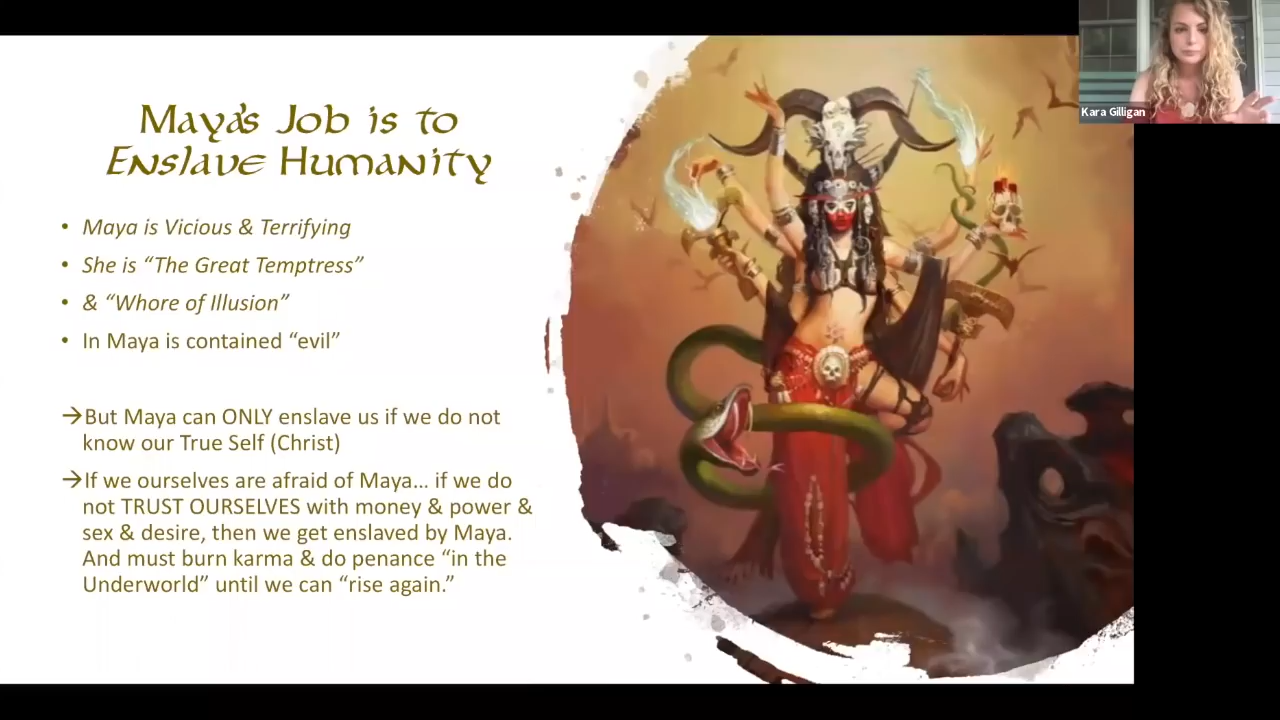 Kara Gilligan
Maya's Job is to
Enslave Humanity
• Maya is Vicious & Terrifying
• She is “The Great Temptress”
• & “Whore of Illusion”
• In Maya is contained “evil”
→But Maya can ONLY enslave us if we do not
know our True Self (Christ)
→If we ourselves are afraid of Maya… if we do
not TRUST OURSELVES with money & power &
sex & desire, then we get enslaved by Maya.
And must burn karma & do penance “in the
Underworld” until we can “rise again.”